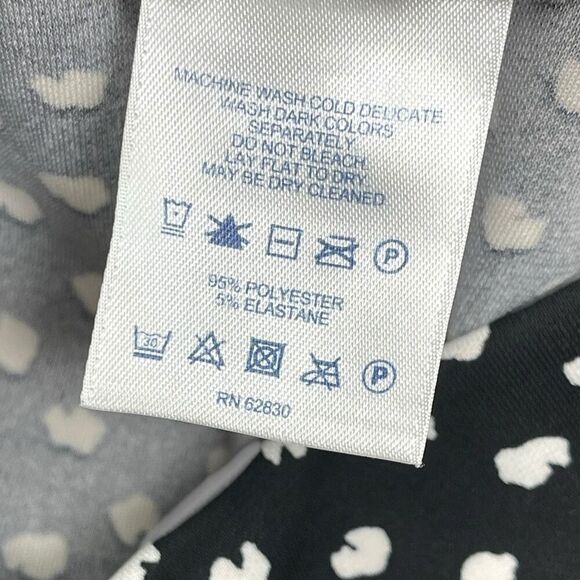 MACHINE WASH COLD DELICATE
WASH DARK COLORS
SEPARATELY
DO NOT BLEACH
LAY FLAT TO DRY
MAY BE DRY CLEANED
P
95% POLYESTER
5% ELASTANE
30
P
RN 62830